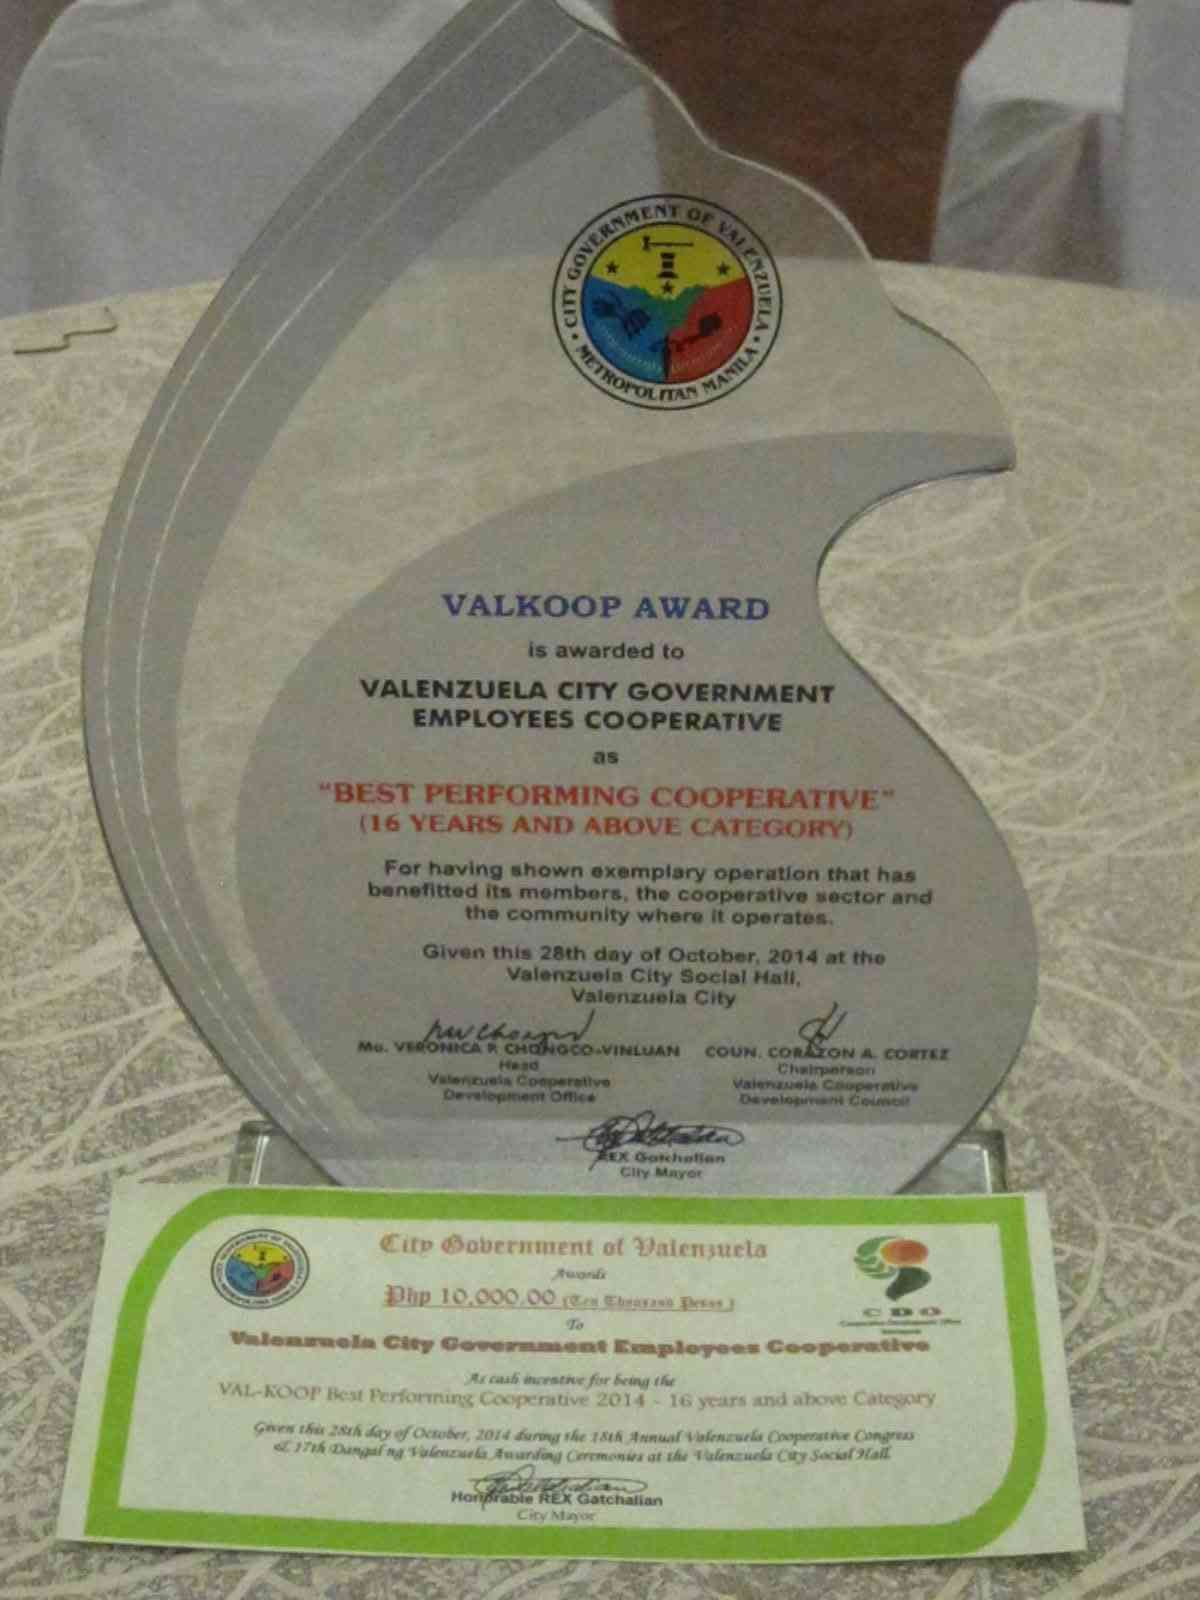 CITY GOVERNMENT OF VALENZUELA
METROPOLITAN MANILA
VALKOOP AWARD
is awarded to
VALENZUELA CITY GOVERNMENT
EMPLOYEES COOPERATIVE
as
"BEST PERFORMING COOPERATIVE"
(16 YEARS AND ABOVE CATEGORY)
For having shown exemplary operation that has
benefitted its members, the cooperative sector and
the community where it operates.
Given this 28th day of October, 2014 at the
Valenzuela City Social Hall,
Valenzuela City
Ma. VERONICA P. CHONGCO-VINLUAN
Head
Valenzuela Cooperative
Development Office
COUN. CORAZON A. CORTEZ
Chairperson
Valenzuela Cooperative
Development Council
REX Gatchalian
City Mayor
City Government of Valenzuela
Awards
Php 10,000.00 (Ten Thousand Pesos.)
To
Valenzuela City Government Employees Cooperative
As cash incentive for being the
VAL-KOOP Best Performing Cooperative 2014 - 16 years and above Category
Given this 28th day of October, 2014 during the 18th Annual Valenzuela Cooperative Congress
& 17th Dangal ng Valenzuela Awarding Ceremonies at the Valenzuela City Social Hall.
Honorable REX Gatchalian
City Mayor
CDO
Cooperative Development Office